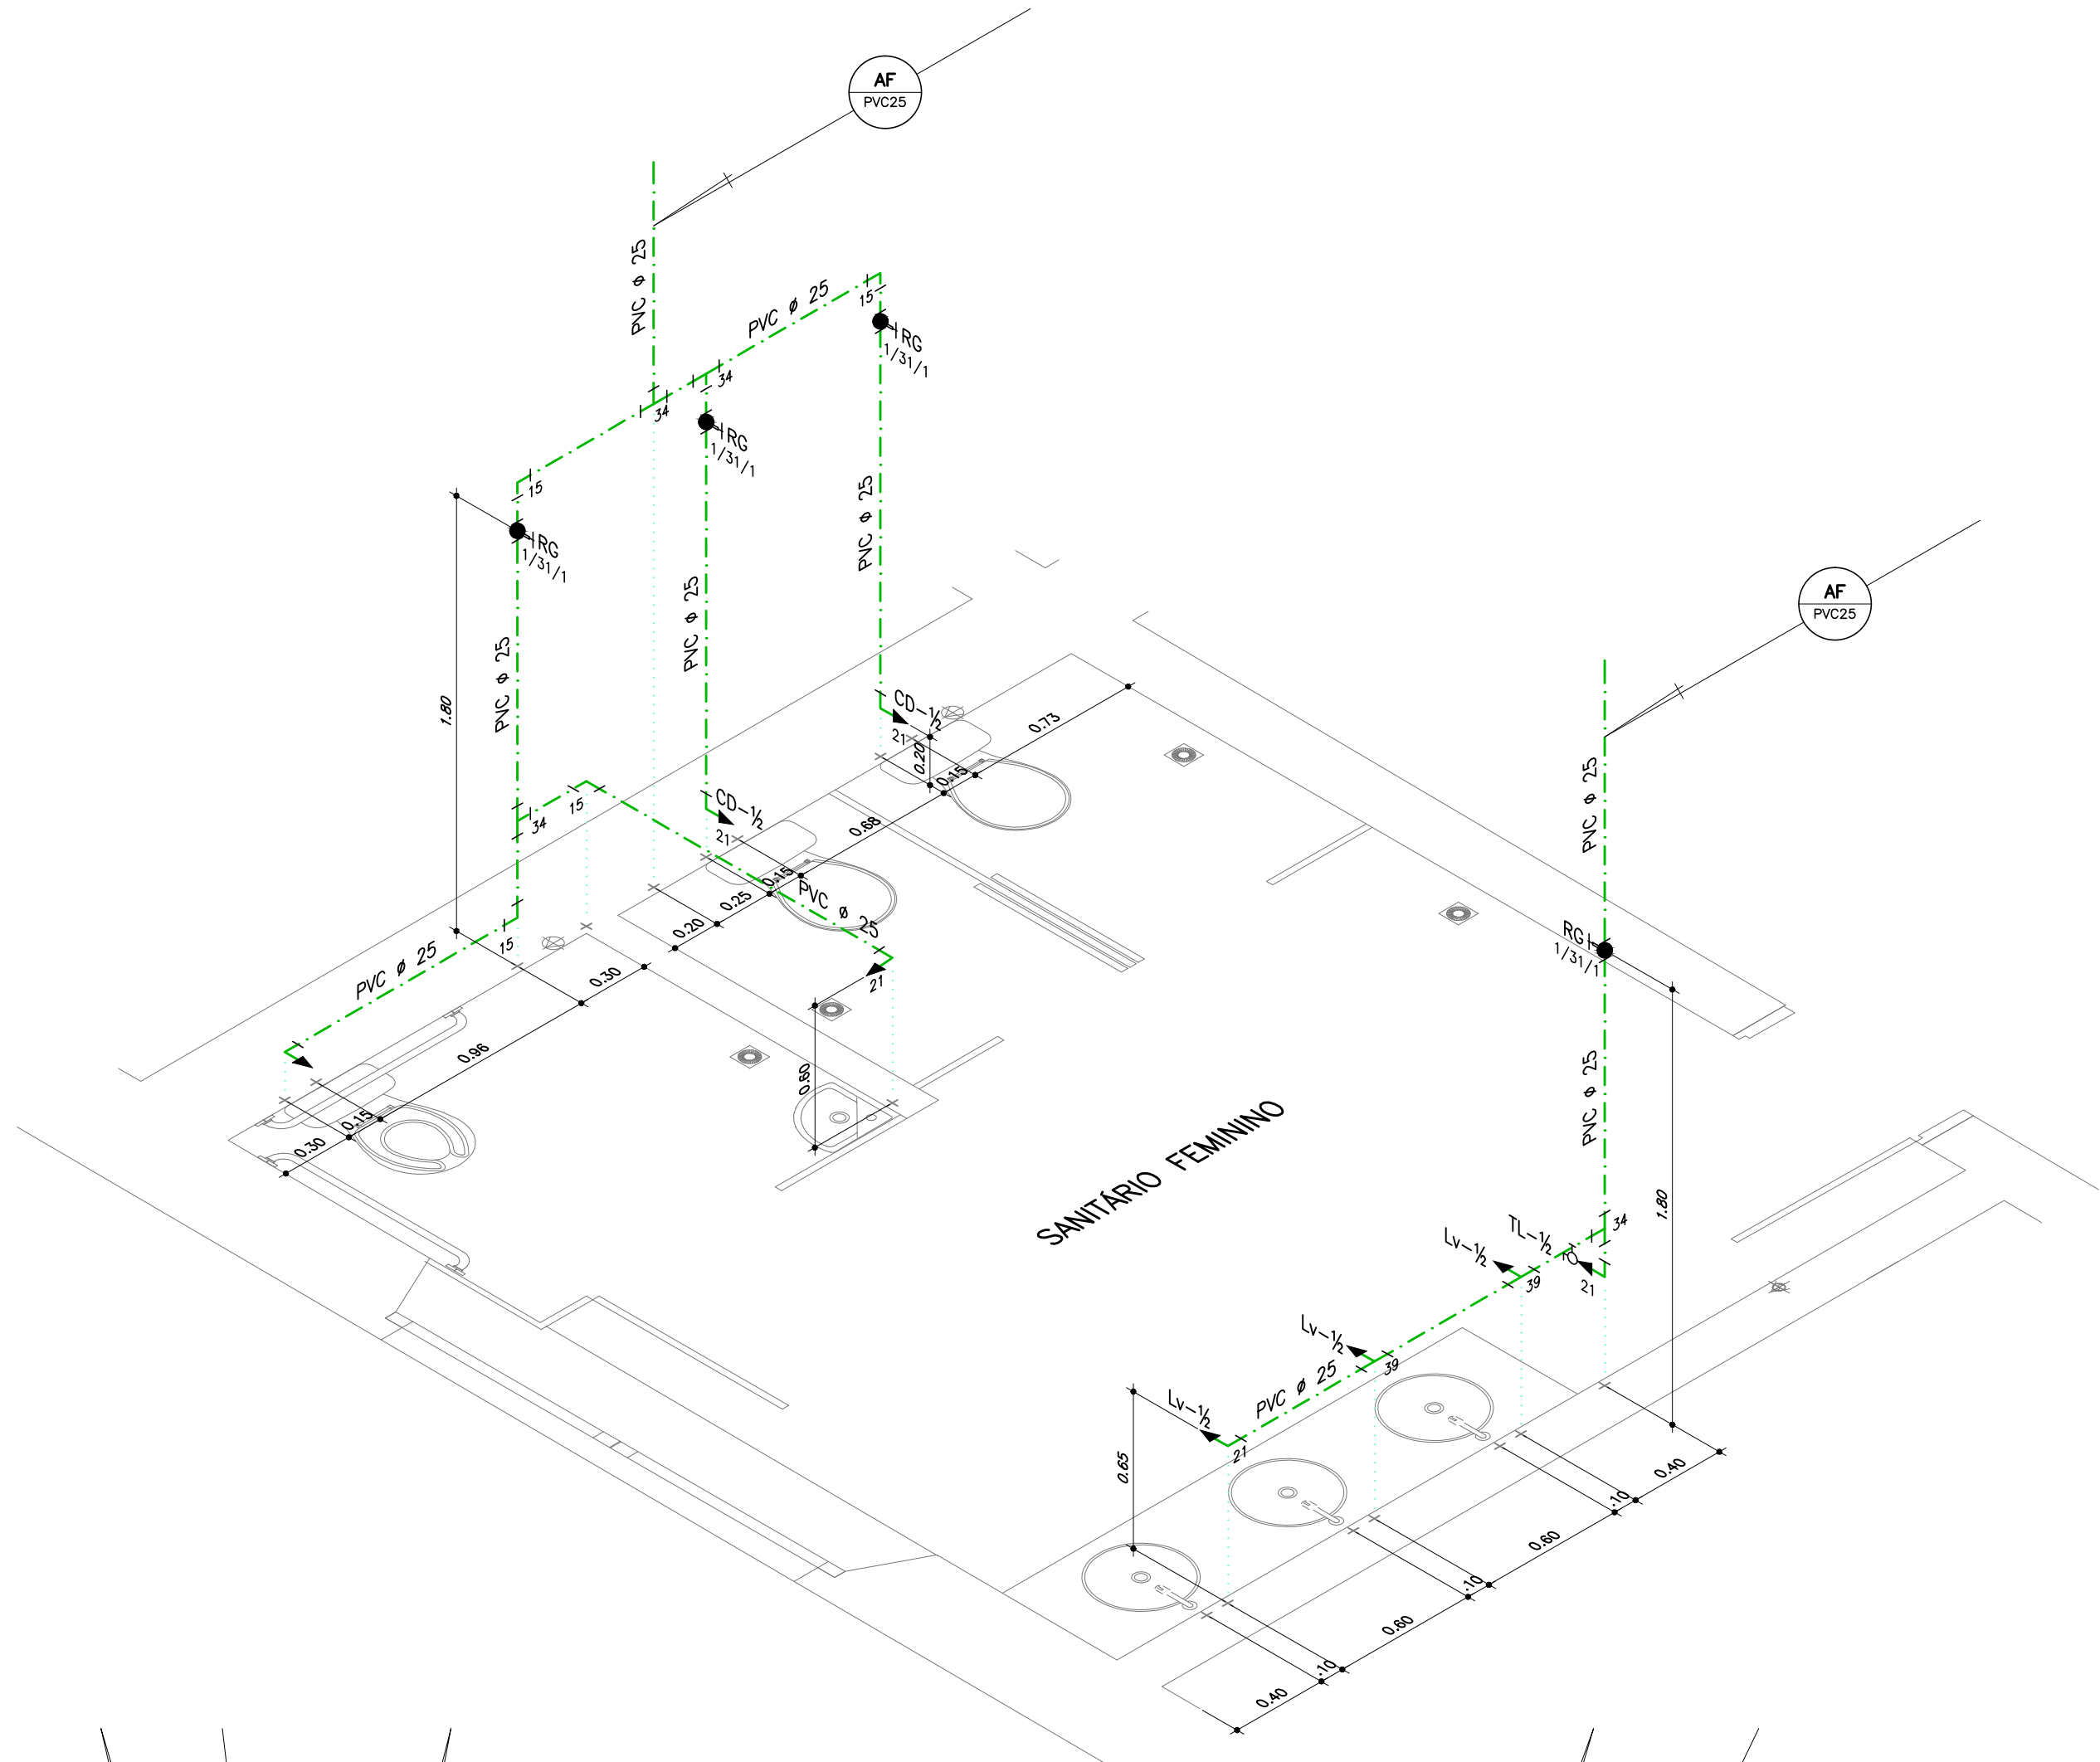 AF
PVC25
PVC ø 25
PVC ø 25
15
RG
1/31/1
34
34
RG
1/31/1
15
RG
1/31/1
1.80
PVC ø 25
PVC ø 25
PVC ø 25
AF
PVC25
CD-½
21
0.20
0.15
0.73
CD-½
21
0.15
0.68
0.25
0.20
34
15
PVC ø 25
21
15
PVC ø 25
0.30
0.96
0.15
0.30
0.60
PVC ø 25
RG
1/31/1
PVC ø 25
1.80
SANITÁRIO FEMININO
34
TL-½
21
Lv-½
39
Lv-½
39
PVC ø 25
Lv-½
21
0.65
0.40
.10
0.60
.10
0.60
.10
0.40